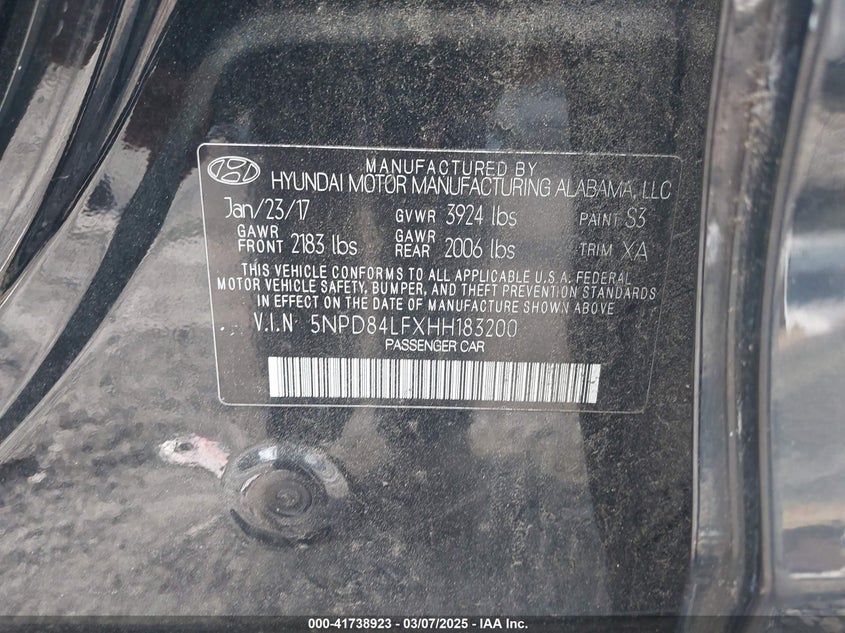 MANUFACTURED BY
HYUNDAI MOTOR MANUFACTURING ALABAMA, LLC
Jan/23/17 GVWR 3924 lbs PAINT S3
GAWR FRONT 2183 lbs GAWR REAR 2006 lbs TRIM XA
THIS VEHICLE CONFORMS TO ALL APPLICABLE U.S.A. FEDERAL
MOTOR VEHICLE SAFETY, BUMPER, AND THEFT PREVENTION STANDARDS
IN EFFECT ON THE DATE OF MANUFACTURE SHOWN ABOVE
V.I.N: 5NPD84LFXHH183200
PASSENGER CAR
000-41738923 - 03/07/2025 - IAA Inc.